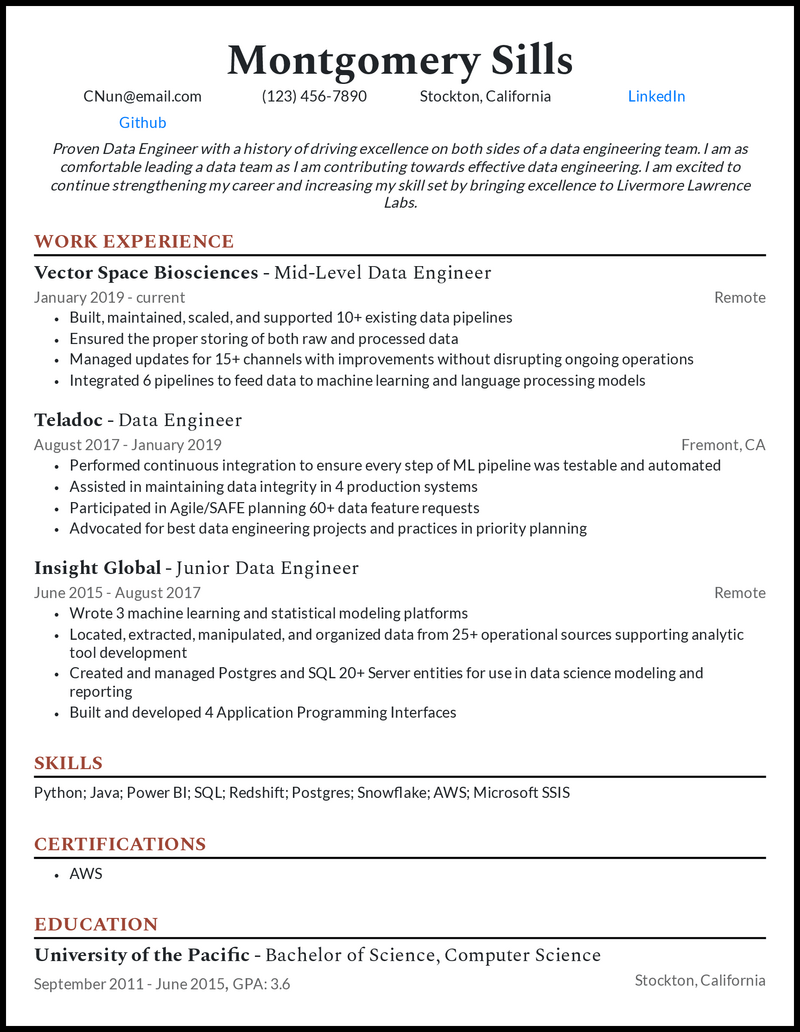 Montgomery Sills
CNun@email.com (123) 456-7890 Stockton, California LinkedIn
Github
Proven Data Engineer with a history of driving excellence on both sides of a data engineering team. I am as
comfortable leading a data team as I am contributing towards effective data engineering. I am excited to
continue strengthening my career and increasing my skill set by bringing excellence to Livermore Lawrence
Labs.
WORK EXPERIENCE
Vector Space Biosciences - Mid-Level Data Engineer
January 2019 - current Remote
• Built, maintained, scaled, and supported 10+ existing data pipelines
• Ensured the proper storing of both raw and processed data
• Managed updates for 15+ channels with improvements without disrupting ongoing operations
• Integrated 6 pipelines to feed data to machine learning and language processing models
Teladoc - Data Engineer
August 2017 - January 2019 Fremont, CA
• Performed continuous integration to ensure every step of ML pipeline was testable and automated
• Assisted in maintaining data integrity in 4 production systems
• Participated in Agile/SAFE planning 60+ data feature requests
• Advocated for best data engineering projects and practices in priority planning
Insight Global - Junior Data Engineer
June 2015 - August 2017 Remote
• Wrote 3 machine learning and statistical modeling platforms
• Located, extracted, manipulated, and organized data from 25+ operational sources supporting analytic
tool development
• Created and managed Postgres and SQL 20+ Server entities for use in data science modeling and
reporting
• Built and developed 4 Application Programming Interfaces
SKILLS
Python; Java; Power BI; SQL; Redshift; Postgres; Snowflake; AWS; Microsoft SSIS
CERTIFICATIONS
• AWS
EDUCATION
University of the Pacific - Bachelor of Science, Computer Science
September 2011 - June 2015, GPA: 3.6 Stockton, California